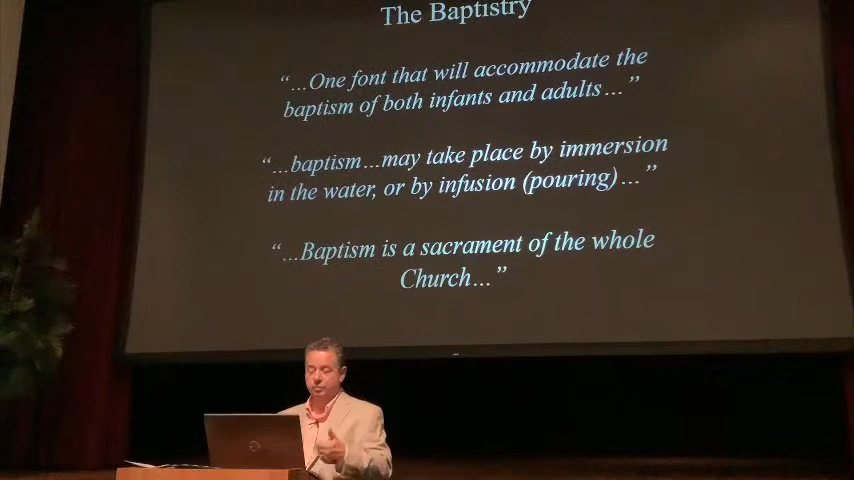 The Baptistry
“…One font that will accommodate the
baptism of both infants and adults…”
“…baptism…may take place by immersion
in the water, or by infusion (pouring)…”
“…Baptism is a sacrament of the whole
Church…”